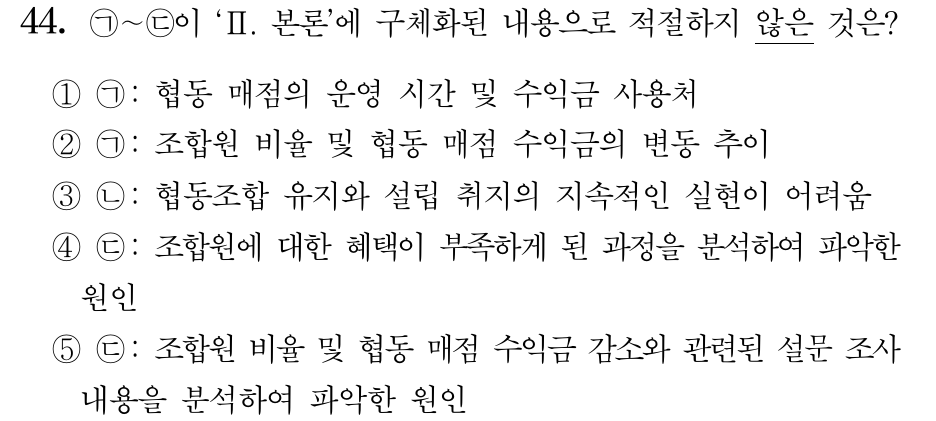 44. ㉠~㉢이 ‘Ⅱ. 본론’에 구체화된 내용으로 적절하지 않은 것은?
① ㉠: 협동 매점의 운영 시간 및 수익금 사용처
② ㉠: 조합원 비율 및 협동 매점 수익금의 변동 추이
③ ㉡: 협동조합 유지와 설립 취지의 지속적인 실현이 어려움
④ ㉢: 조합원에 대한 혜택이 부족하게 된 과정을 분석하여 파악한
원인
⑤ ㉢: 조합원 비율 및 협동 매점 수익금 감소와 관련된 설문 조사
내용을 분석하여 파악한 원인